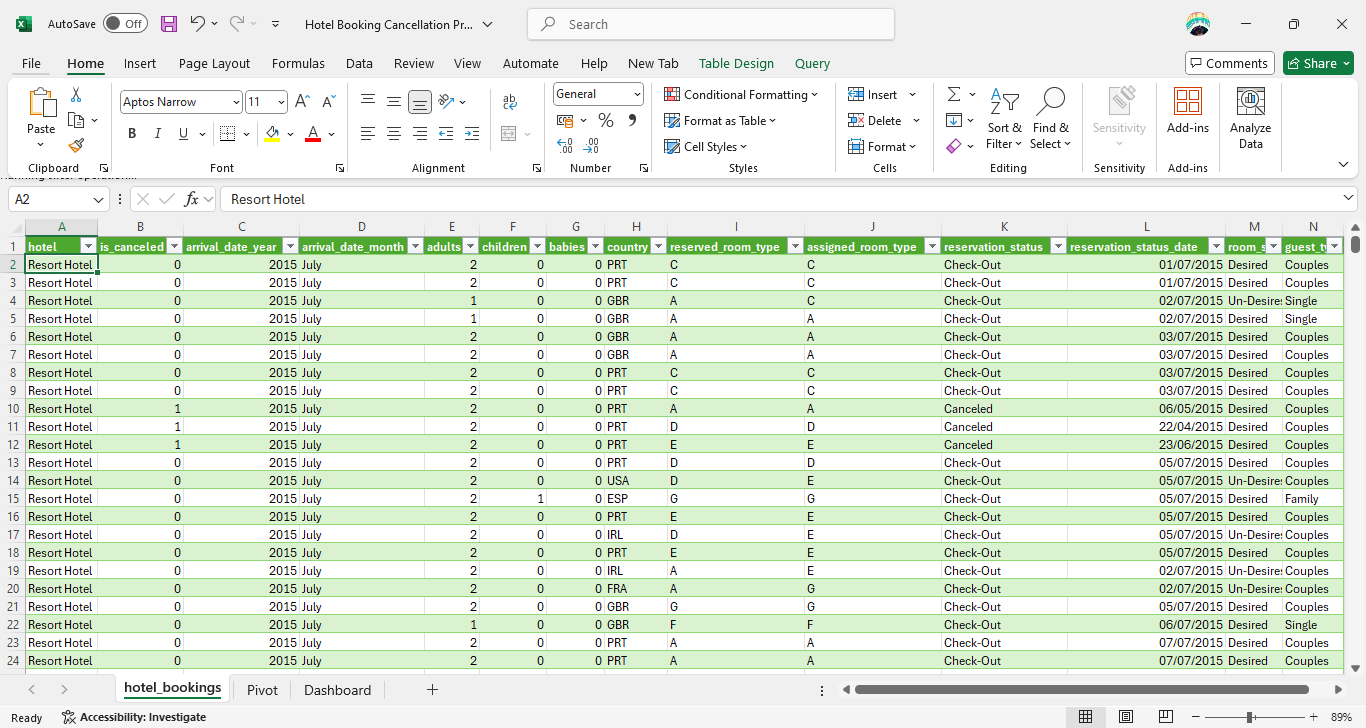 AutoSave Off Hotel Booking Cancellation Pr... Search
File Home Insert Page Layout Formulas Data Review View Automate Help New Tab Table Design Query Comments Share
Paste Aptos Narrow 11 General Conditional Formatting Insert
B I U A ab Format as Table Delete Sort & Filter Find & Select Sensitivity Add-ins Analyze Data
Cell Styles Format
Clipboard Font Alignment Number Styles Cells Editing Sensitivity Add-ins
A2 fx Resort Hotel
A B C D E F G H I J K L M N
1 hotel is_canceled arrival_date_year arrival_date_month adults children babies country reserved_room_type assigned_room_type reservation_status reservation_status_date room_s guest_ty
2 Resort Hotel 0 2015 July 2 0 0 PRT C C Check-Out 01/07/2015 Desired Couples
3 Resort Hotel 0 2015 July 2 0 0 PRT C C Check-Out 01/07/2015 Desired Couples
4 Resort Hotel 0 2015 July 1 0 0 GBR A C Check-Out 02/07/2015 Un-Desire Single
5 Resort Hotel 0 2015 July 1 0 0 GBR A A Check-Out 02/07/2015 Desired Single
6 Resort Hotel 0 2015 July 2 0 0 GBR A A Check-Out 03/07/2015 Desired Couples
7 Resort Hotel 0 2015 July 2 0 0 GBR A A Check-Out 03/07/2015 Desired Couples
8 Resort Hotel 0 2015 July 2 0 0 PRT C C Check-Out 03/07/2015 Desired Couples
9 Resort Hotel 0 2015 July 2 0 0 PRT C C Check-Out 03/07/2015 Desired Couples
10 Resort Hotel 1 2015 July 2 0 0 PRT A A Canceled 06/05/2015 Desired Couples
11 Resort Hotel 1 2015 July 2 0 0 PRT D D Canceled 22/04/2015 Desired Couples
12 Resort Hotel 1 2015 July 2 0 0 PRT E E Canceled 23/06/2015 Desired Couples
13 Resort Hotel 0 2015 July 2 0 0 PRT D D Check-Out 05/07/2015 Desired Couples
14 Resort Hotel 0 2015 July 2 0 0 USA D E Check-Out 05/07/2015 Un-Desire Couples
15 Resort Hotel 0 2015 July 2 1 0 ESP G G Check-Out 05/07/2015 Desired Family
16 Resort Hotel 0 2015 July 2 0 0 PRT E E Check-Out 05/07/2015 Desired Couples
17 Resort Hotel 0 2015 July 2 0 0 IRL D E Check-Out 05/07/2015 Un-Desire Couples
18 Resort Hotel 0 2015 July 2 0 0 PRT E E Check-Out 05/07/2015 Desired Couples
19 Resort Hotel 0 2015 July 2 0 0 IRL A E Check-Out 02/07/2015 Un-Desire Couples
20 Resort Hotel 0 2015 July 2 0 0 FRA A G Check-Out 02/07/2015 Un-Desire Couples
21 Resort Hotel 0 2015 July 2 0 0 GBR G G Check-Out 05/07/2015 Desired Couples
22 Resort Hotel 0 2015 July 1 0 0 GBR F F Check-Out 06/07/2015 Desired Single
23 Resort Hotel 0 2015 July 2 0 0 PRT A A Check-Out 07/07/2015 Desired Couples
24 Resort Hotel 0 2015 July 2 0 0 PRT A A Check-Out 07/07/2015 Desired Couples
hotel_bookings Pivot Dashboard
Ready Accessibility: Investigate 89%